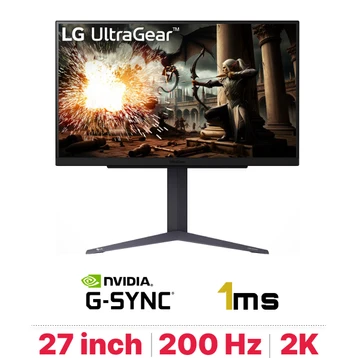 LG UltraGear™
NVIDIA.
G-SYNC®
1ms
27 inch | 200 Hz | 2K